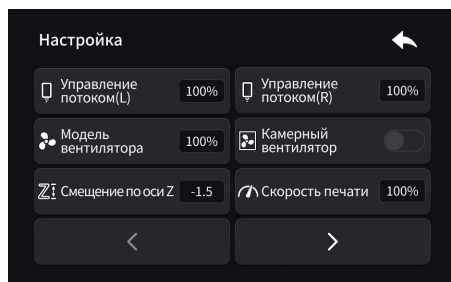 Настройка
Управление
потоком(L)
100%
Управление
потоком(R)
100%
Модель
вентилятора
100%
Камерный
вентилятор
Смещение по оси Z
-1.5
Скорость печати
100%